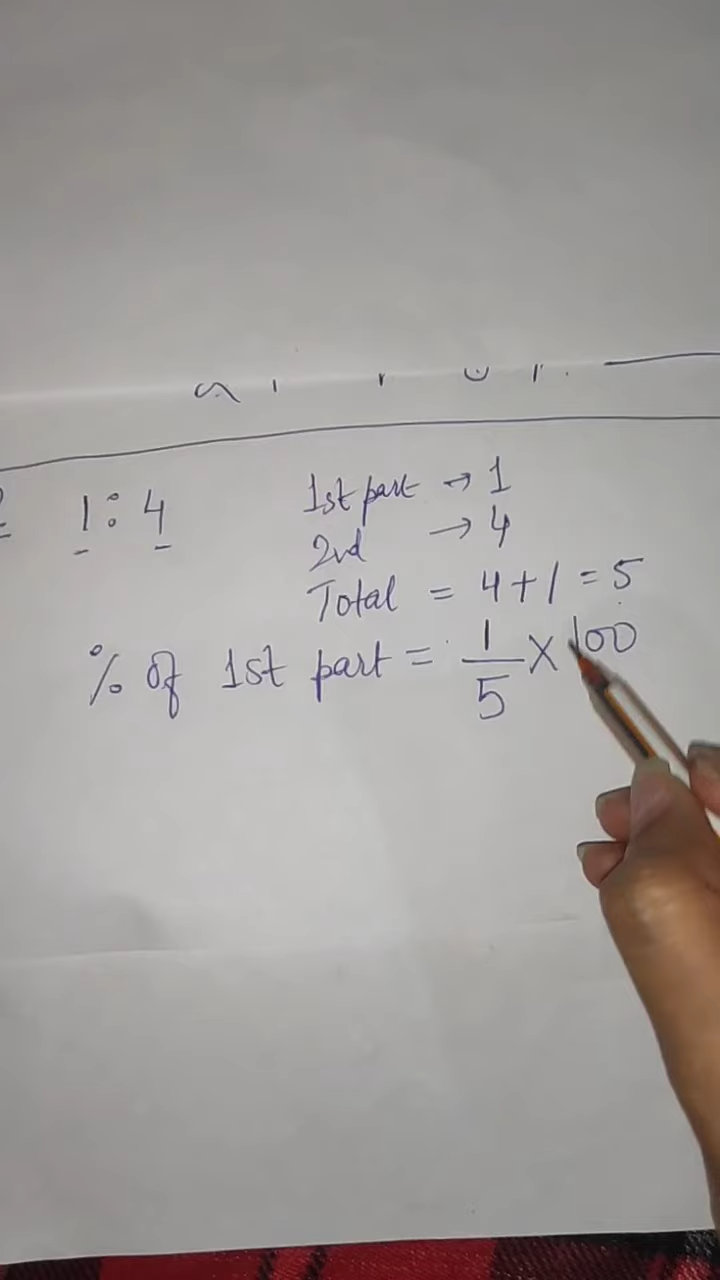 1:4
1st part → 1
2nd → 4
Total = 4+1 = 5
% of 1st part = 1/5 × 100